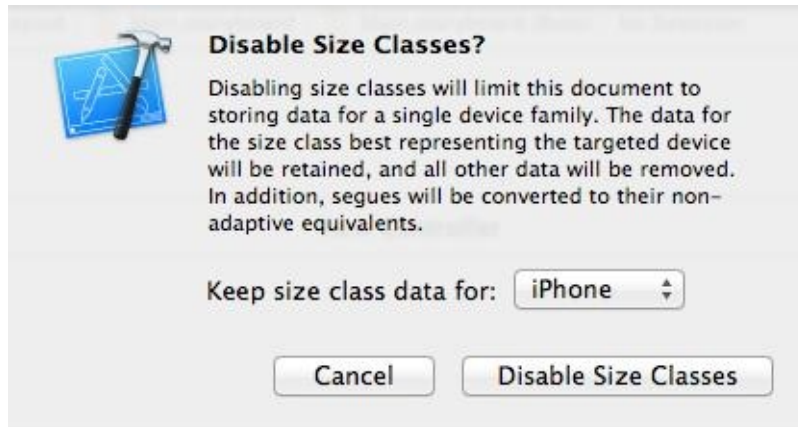 Disable Size Classes?
Disabling size classes will limit this document to
storing data for a single device family. The data for
the size class best representing the targeted device
will be retained, and all other data will be removed.
In addition, segues will be converted to their non-
adaptive equivalents.
Keep size class data for: iPhone
Cancel Disable Size Classes